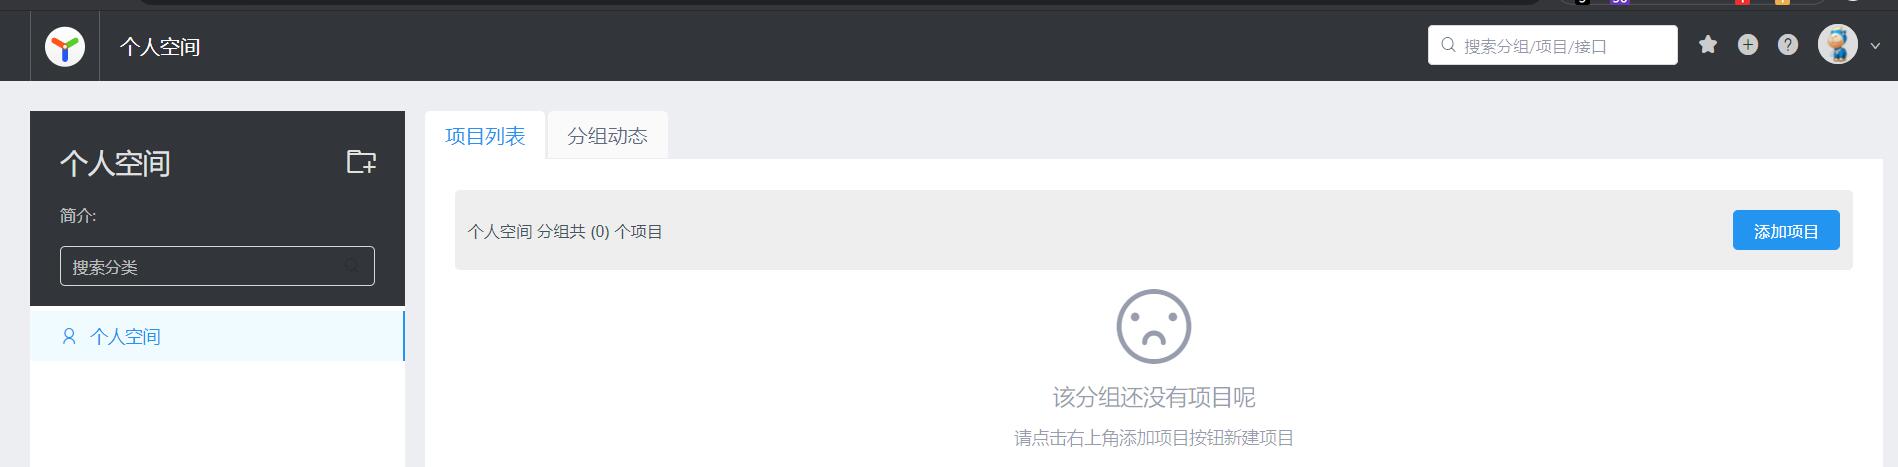 个人空间
搜索分组/项目/接口
个人空间
简介:
搜索分类
个人空间
项目列表
分组动态
个人空间 分组共 (0) 个项目
添加项目
该分组还没有项目呢
请点击右上角添加项目按钮新建项目